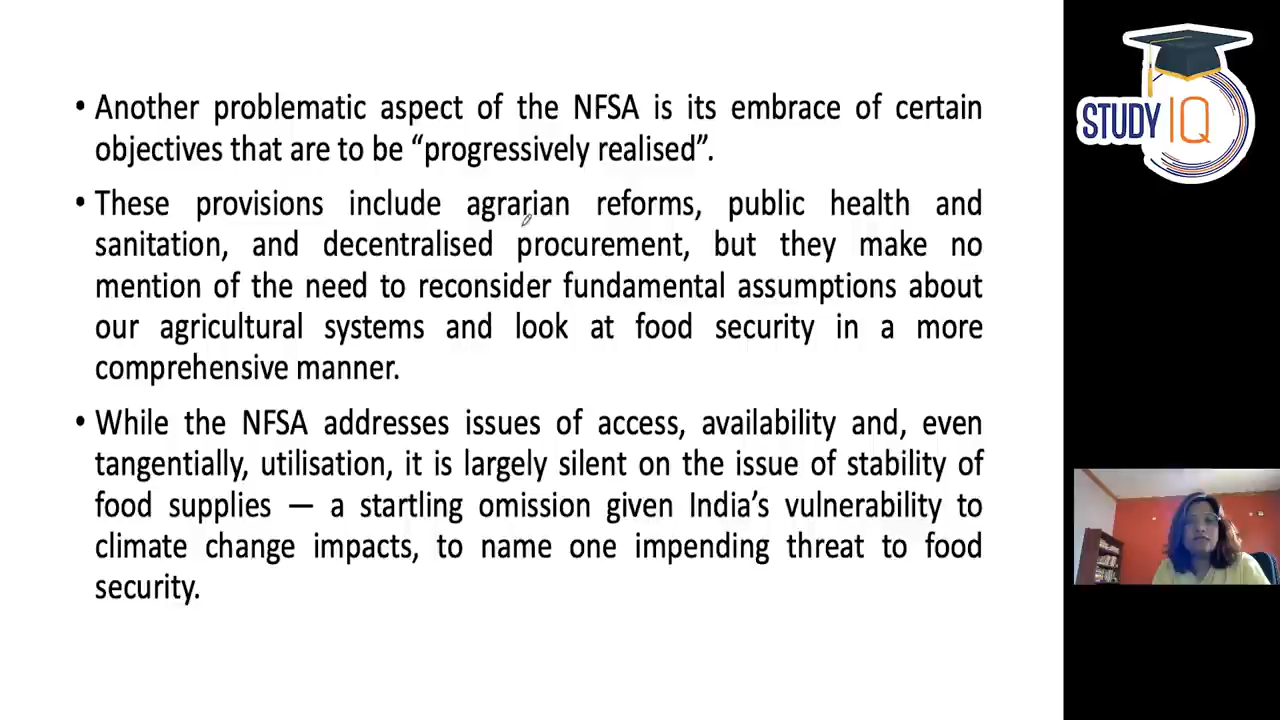 • Another problematic aspect of the NFSA is its embrace of certain
objectives that are to be “progressively realised”.
• These provisions include agrarian reforms, public health and
sanitation, and decentralised procurement, but they make no
mention of the need to reconsider fundamental assumptions about
our agricultural systems and look at food security in a more
comprehensive manner.
• While the NFSA addresses issues of access, availability and, even
tangentially, utilisation, it is largely silent on the issue of stability of
food supplies — a startling omission given India’s vulnerability to
climate change impacts, to name one impending threat to food
security.
STUDY IQ